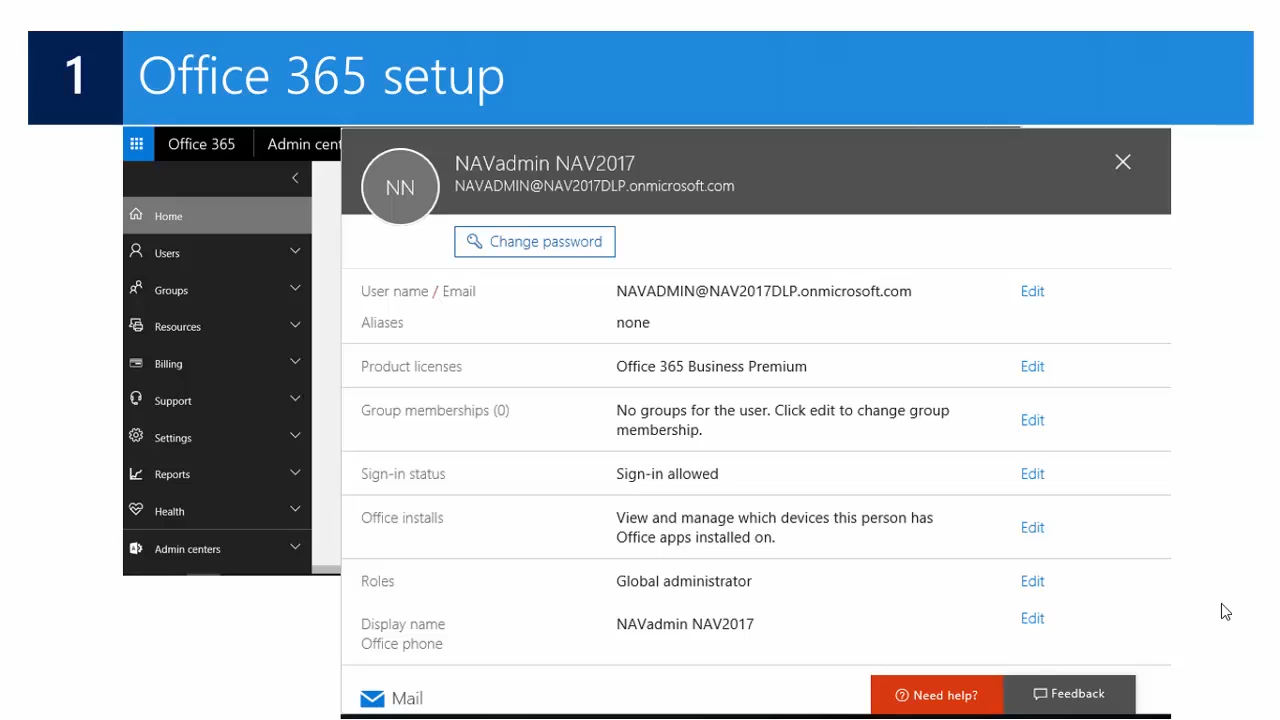 1 Office 365 setup
Office 365 Admin cent
Home
Users
Groups
Resources
Billing
Support
Settings
Reports
Health
Admin centers
NN
NAVadmin NAV2017
NAVADMIN@NAV2017DLP.onmicrosoft.com
Change password
User name / Email NAVADMIN@NAV2017DLP.onmicrosoft.com Edit
Aliases none
Product licenses Office 365 Business Premium Edit
Group memberships (0) No groups for the user. Click edit to change group
membership. Edit
Sign-in status Sign-in allowed Edit
Office installs View and manage which devices this person has
Office apps installed on. Edit
Roles Global administrator Edit
Display name NAVadmin NAV2017 Edit
Office phone
Mail
Need help? Feedback